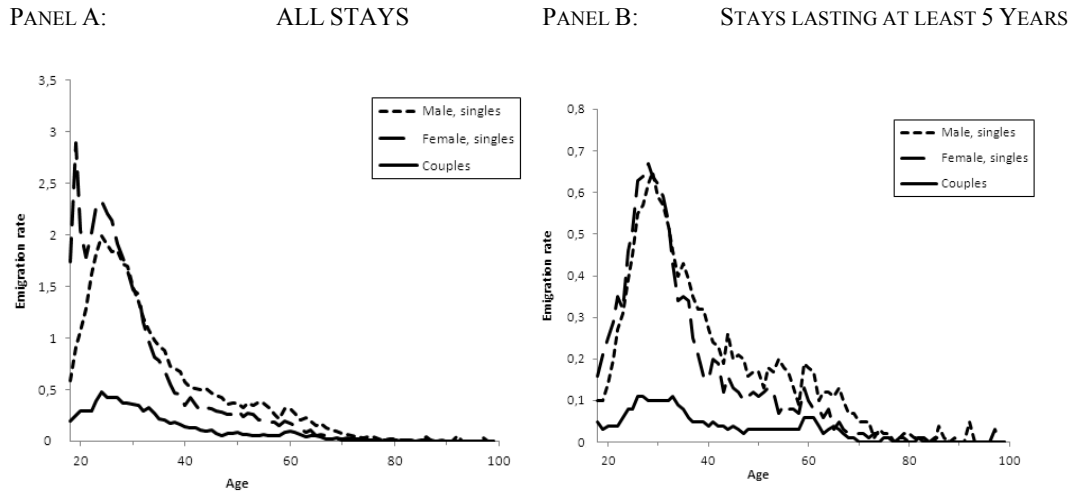 PANEL A: ALL STAYS
PANEL B: STAYS LASTING AT LEAST 5 YEARS
3,5
3
2,5
2
1,5
1
0,5
0
Emigration rate
Male, singles
Female, singles
Couples
20 40 60 80 100
Age
0,8
0,7
0,6
0,5
0,4
0,3
0,2
0,1
0
Emigration rate
Male, singles
Female, singles
Couples
20 40 60 80 100
Age